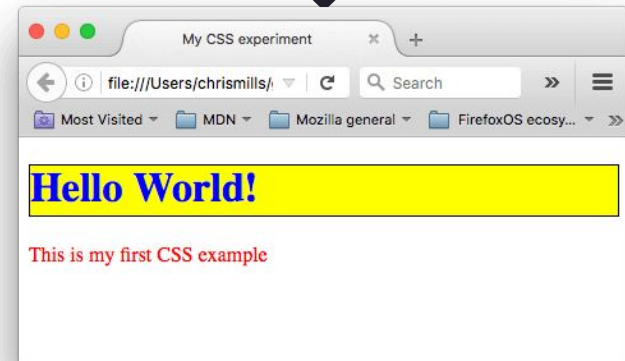 My CSS experiment
file:///Users/chrismills/
Search
Most Visited MDN Mozilla general FirefoxOS ecosy...
Hello World!
This is my first CSS example